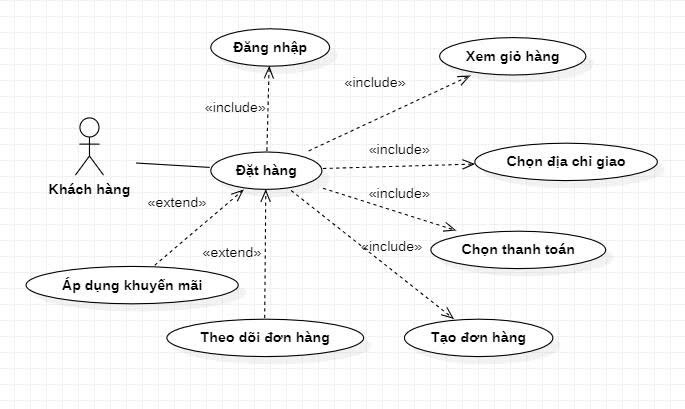 Đăng nhập
Xem giỏ hàng
«include»
«include»
Khách hàng
Đặt hàng
«include»
Chọn địa chỉ giao
«extend»
«include»
«extend»
«include»
Chọn thanh toán
Áp dụng khuyến mãi
Theo dõi đơn hàng
Tạo đơn hàng